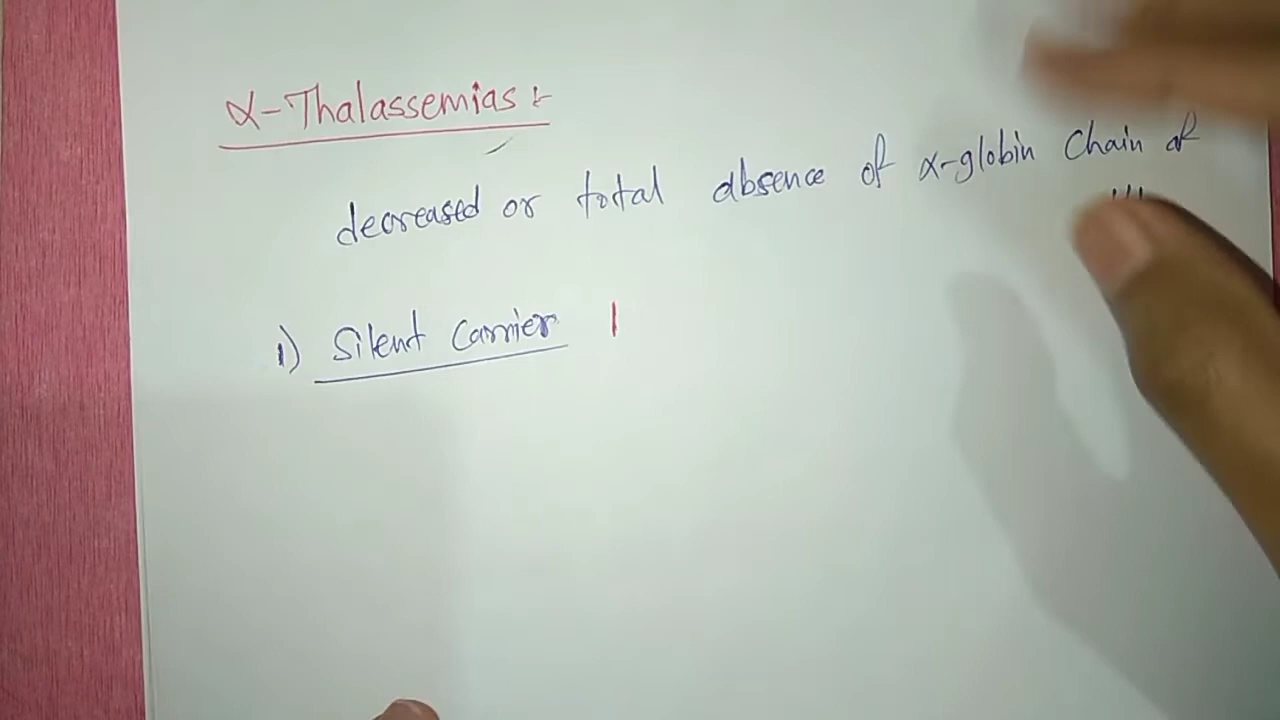 α-Thalassemias :-
decreased or total absence of α-globin Chain of
1) Silent Carrier |